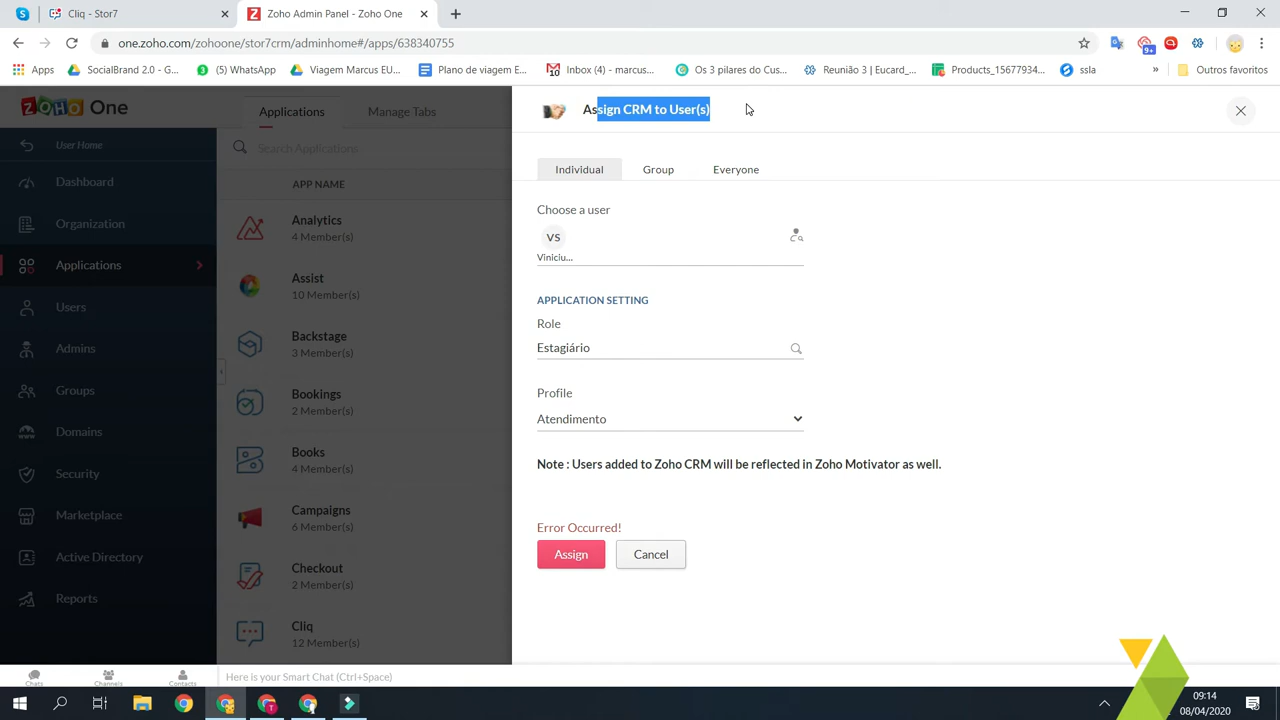 Cliq - Stor7
Zoho Admin Panel - Zoho One
one.zoho.com/zohoone/stor7crm/adminhome#/apps/638340755
9+
Apps
SocialBrand 2.0 - G...
(5) WhatsApp
Viagem Marcus EU...
Plano de viagem E...
Inbox (4) - marcus...
Os 3 pilares do Cus...
Reunião 3 | Eucard_...
Products_15677934...
ssla
»
Outros favoritos
ZOHO One
User Home
Dashboard
Organization
Applications
Users
Admins
Groups
Domains
Security
Marketplace
Active Directory
Reports
Applications
Manage Tabs
Search Applications
APP NAME
Analytics
4 Member(s)
Assist
10 Member(s)
Backstage
3 Member(s)
Bookings
2 Member(s)
Books
4 Member(s)
Campaigns
6 Member(s)
Checkout
2 Member(s)
Cliq
12 Member(s)
Assign CRM to User(s)
Individual
Group
Everyone
Choose a user
VS
Viniciu...
APPLICATION SETTING
Role
Estagiário
Profile
Atendimento
Note : Users added to Zoho CRM will be reflected in Zoho Motivator as well.
Error Occurred!
Assign
Cancel
Chats
Channels
Contacts
Here is your Smart Chat (Ctrl+Space)
09:14
08/04/2020